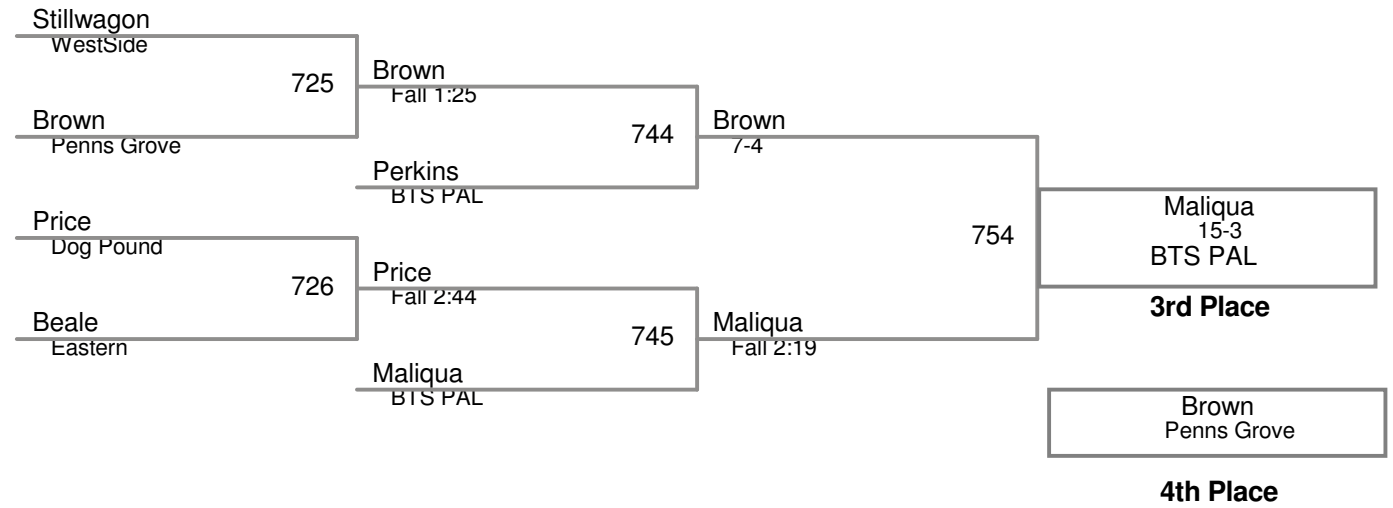 Stillwagon
WestSide
725
Brown
Penns Grove
Brown
Fall 1:25
744
Perkins
BTS PAL
Brown
7-4
Price
Dog Pound
726
Beale
Eastern
Price
Fall 2:44
745
Maliqua
BTS PAL
Maliqua
Fall 2:19
754
Maliqua
15-3
BTS PAL
3rd Place
Brown
Penns Grove
4th Place